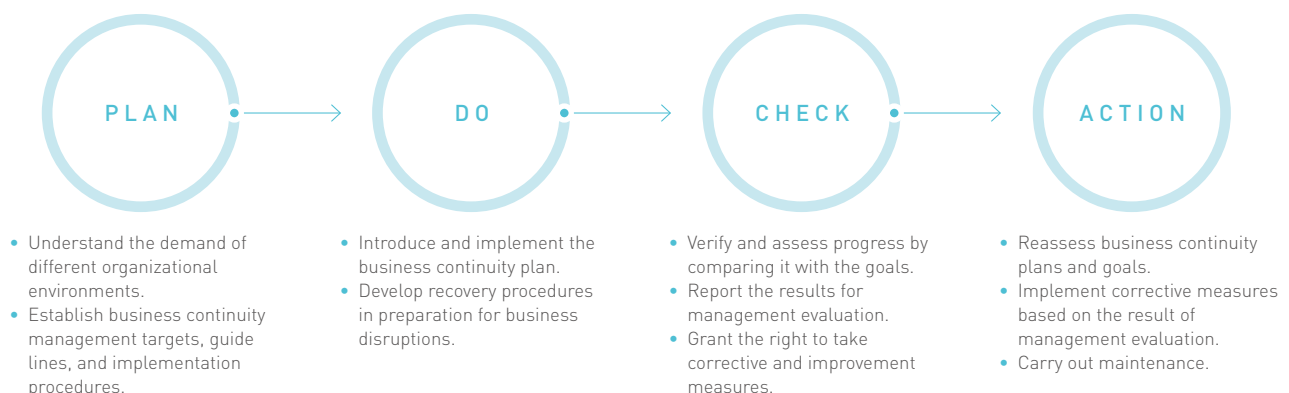 PLAN
DO
CHECK
ACTION
• Understand the demand of
different organizational
environments.
• Establish business continuity
management targets, guide
lines, and implementation
procedures.
• Introduce and implement the
business continuity plan.
• Develop recovery procedures
in preparation for business
disruptions.
• Verify and assess progress by
comparing it with the goals.
• Report the results for
management evaluation.
• Grant the right to take
corrective and improvement
measures.
• Reassess business continuity
plans and goals.
• Implement corrective measures
based on the result of
management evaluation.
• Carry out maintenance.